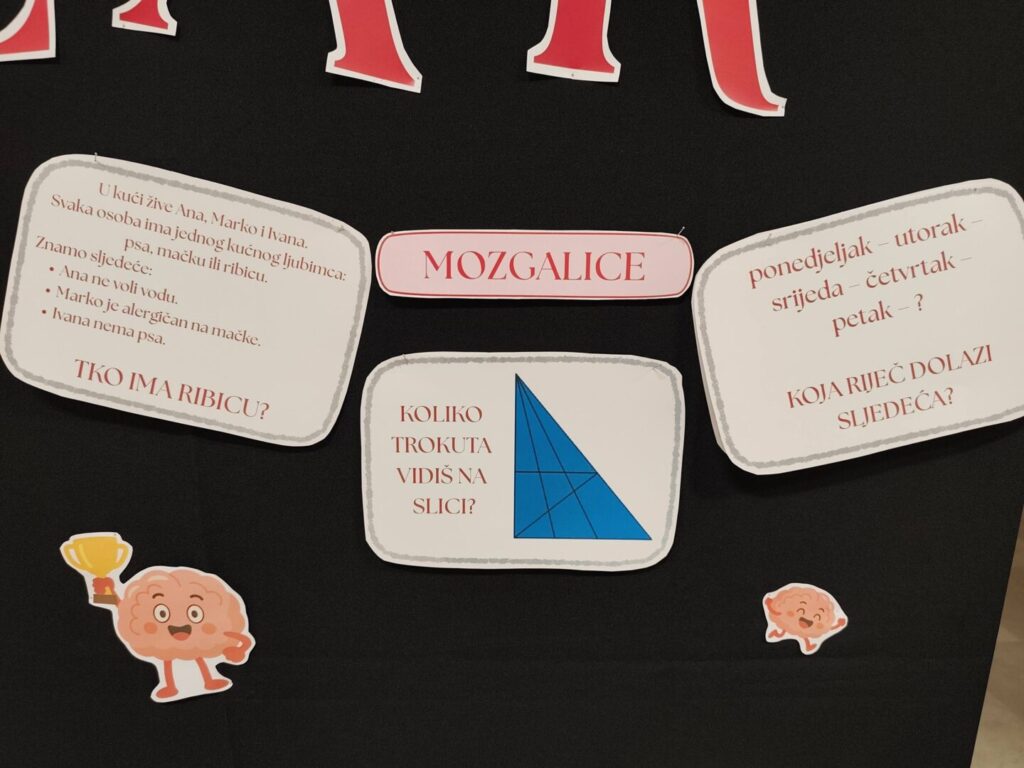 U kući žive Ana, Marko i Ivana.
Svaka osoba ima jednog kućnog ljubimca:
psa, mačku ili ribicu.
Znamo sljedeće:
• Ana ne voli vodu.
• Marko je alergičan na mačke.
• Ivana nema psa.
TKO IMA RIBICU?
MOZGALICE
KOLIKO
TROKUTA
VIDIŠ NA
SLICI?
ponedjeljak – utorak –
srijeda – četvrtak –
petak – ?
KOJA RIJEČ DOLAZI
SLJEDEĆA?